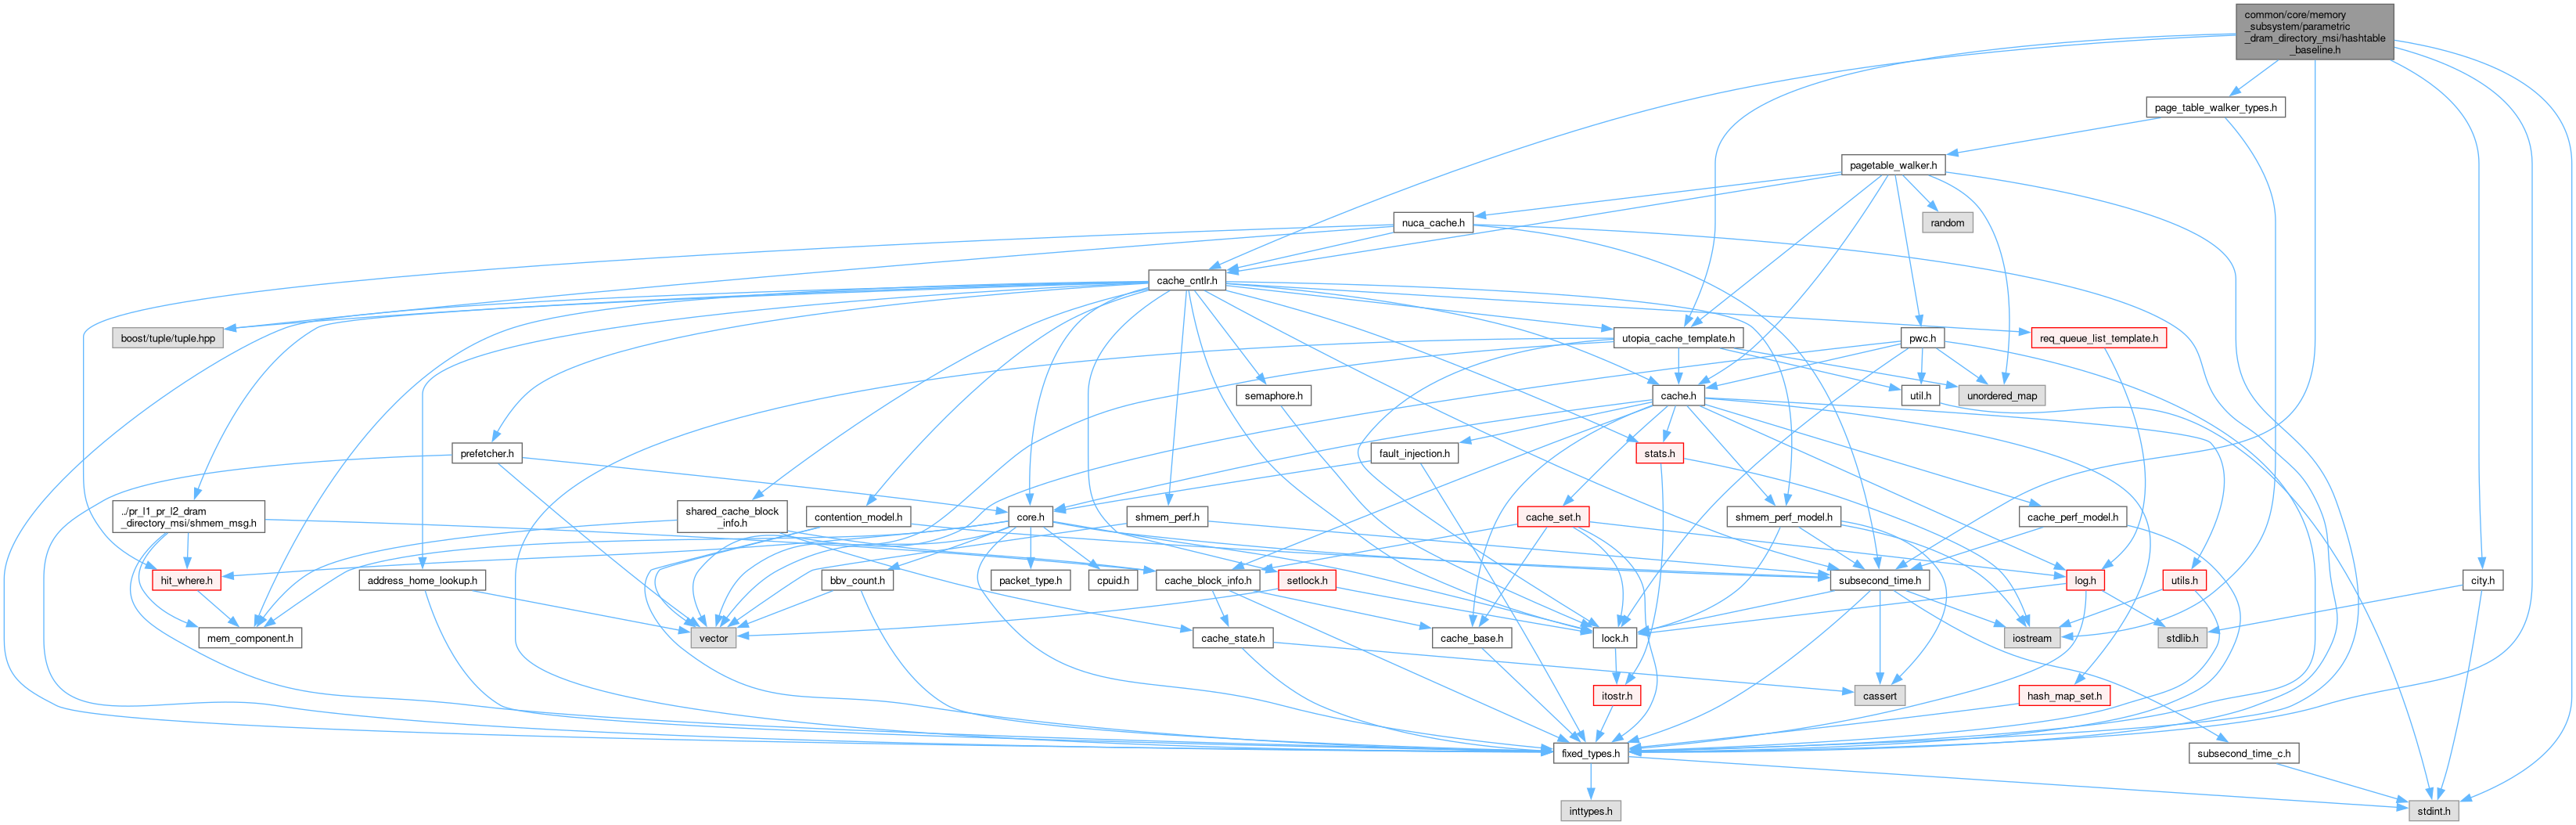 common/core/memory
_subsystem/parametric
_dram_directory_msi/hashtable
_baseline.h
page_table_walker_types.h
pagetable_walker.h
nuca_cache.h
random
cache_cntlr.h
boost/tuple/tuple.hpp
utopia_cache_template.h
pwc.h
req_queue_list_template.h
semaphore.h
cache.h
util.h
unordered_map
prefetcher.h
fault_injection.h
stats.h
../pr_l1_pr_l2_dram
_directory_msi/shmem_msg.h
shared_cache_block
_info.h
contention_model.h
core.h
shmem_perf.h
cache_set.h
shmem_perf_model.h
cache_perf_model.h
hit_where.h
address_home_lookup.h
bbv_count.h
packet_type.h
cpuid.h
cache_block_info.h
setlock.h
subsecond_time.h
log.h
utils.h
city.h
mem_component.h
vector
cache_state.h
cache_base.h
lock.h
iostream
stdlib.h
itostr.h
cassert
hash_map_set.h
fixed_types.h
subsecond_time_c.h
inttypes.h
stdint.h